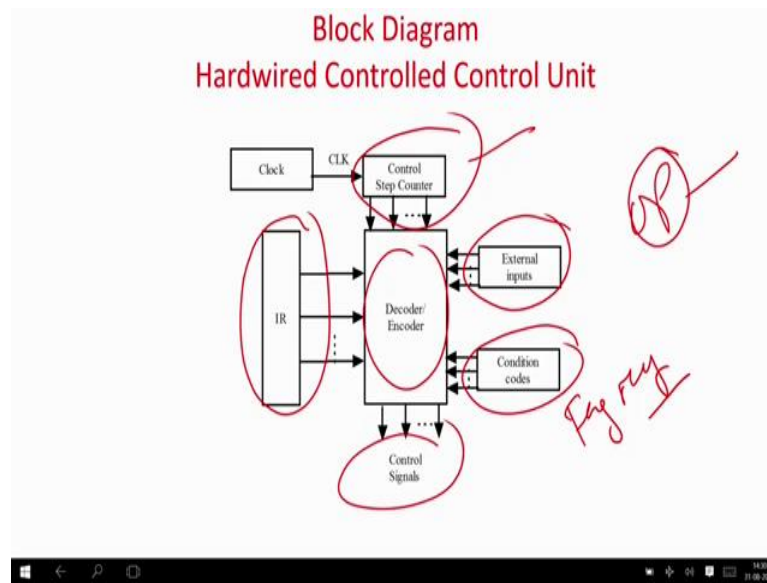 Block Diagram
Hardwired Controlled Control Unit
Clock
CLK
Control
Step Counter
External
inputs
IR
Decoder/
Encoder
Condition
codes
Control
Signals